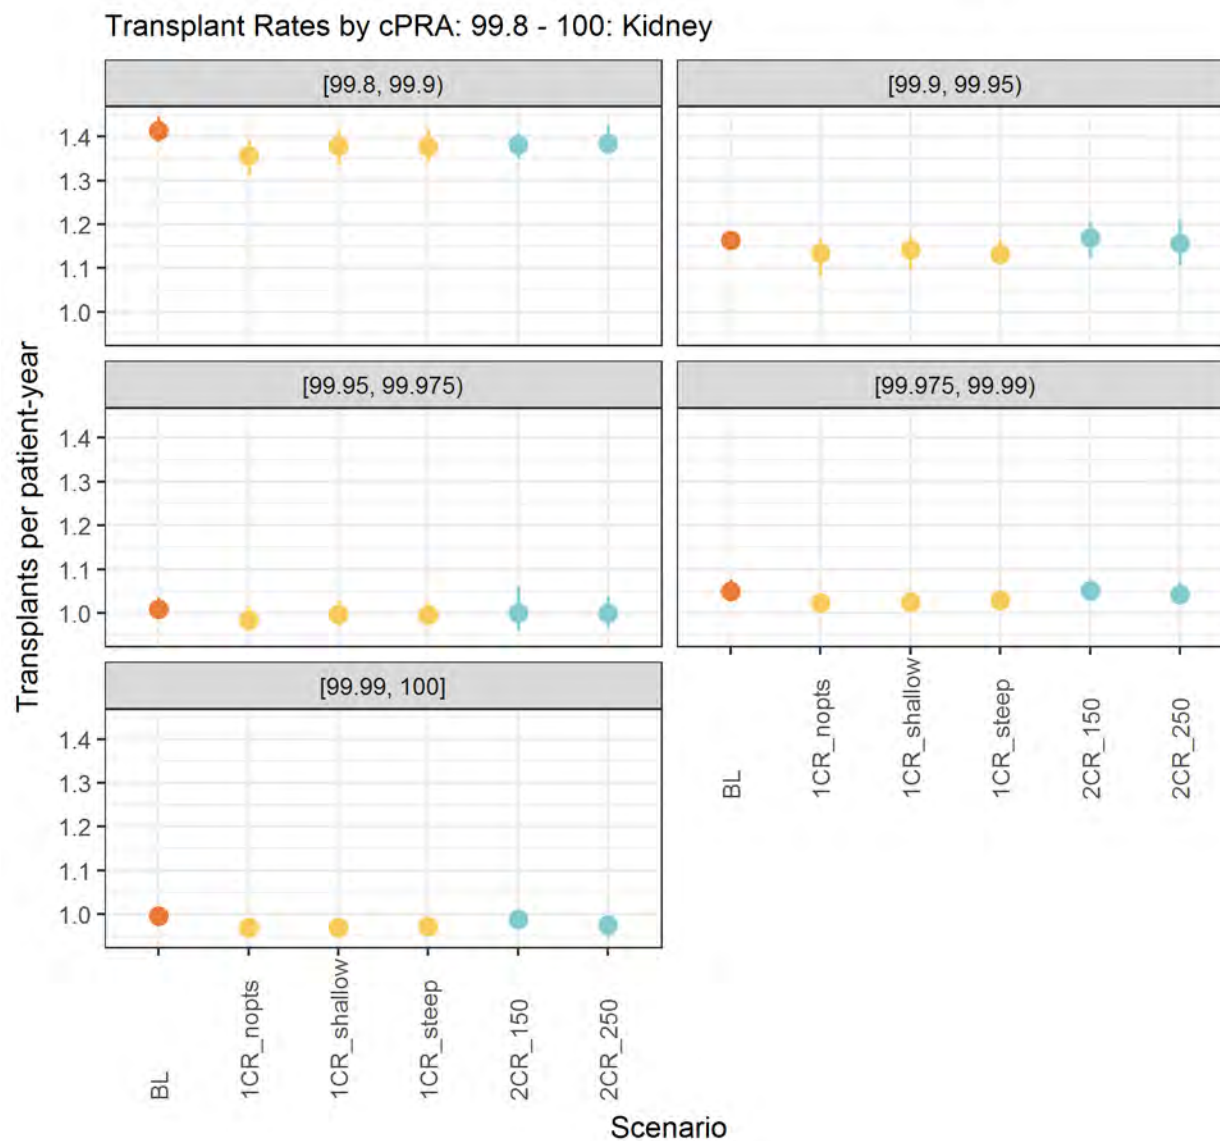 Transplant Rates by cPRA: 99.8 - 100: Kidney
[99.8, 99.9)
[99.9, 99.95)
1.4
1.3
1.2
1.1
1.0
[99.95, 99.975)
[99.975, 99.99)
1.4
1.3
1.2
1.1
1.0
[99.99, 100]
1.4
1.3
1.2
1.1
1.0
BL
1CR_nopts
1CR_shallow
1CR_steep
2CR_150
2CR_250
BL
1CR_nopts
1CR_shallow
1CR_steep
2CR_150
2CR_250
Transplants per patient-year
Scenario